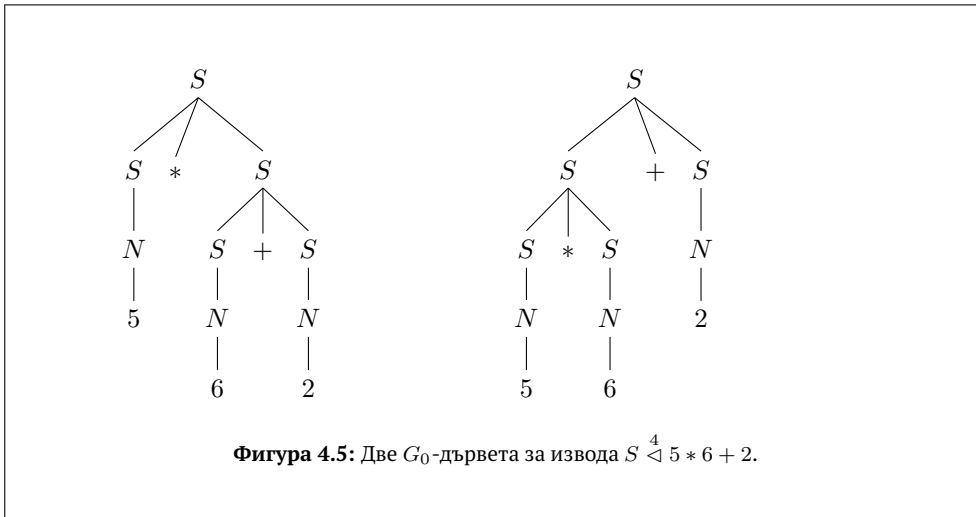 S S
S * S S + S
N S + S S * S N
5 N N N N 2
6 2 5 6
Фигура 4.5: Две G₀-дървета за извода S ⊲⁴ 5 ∗ 6 + 2.